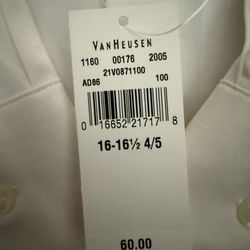 VANHEUSEN
1160 00176 2005
21V0871100
AD86 100
0 16652 21717 8
16-16½ 4/5
60.00